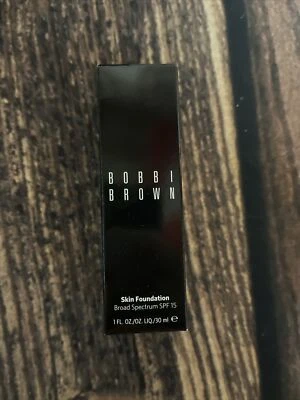 BOBBI
BROWN
Skin Foundation
Broad Spectrum SPF 15
1 FL. OZ./OZ. LIQ./30 ml e